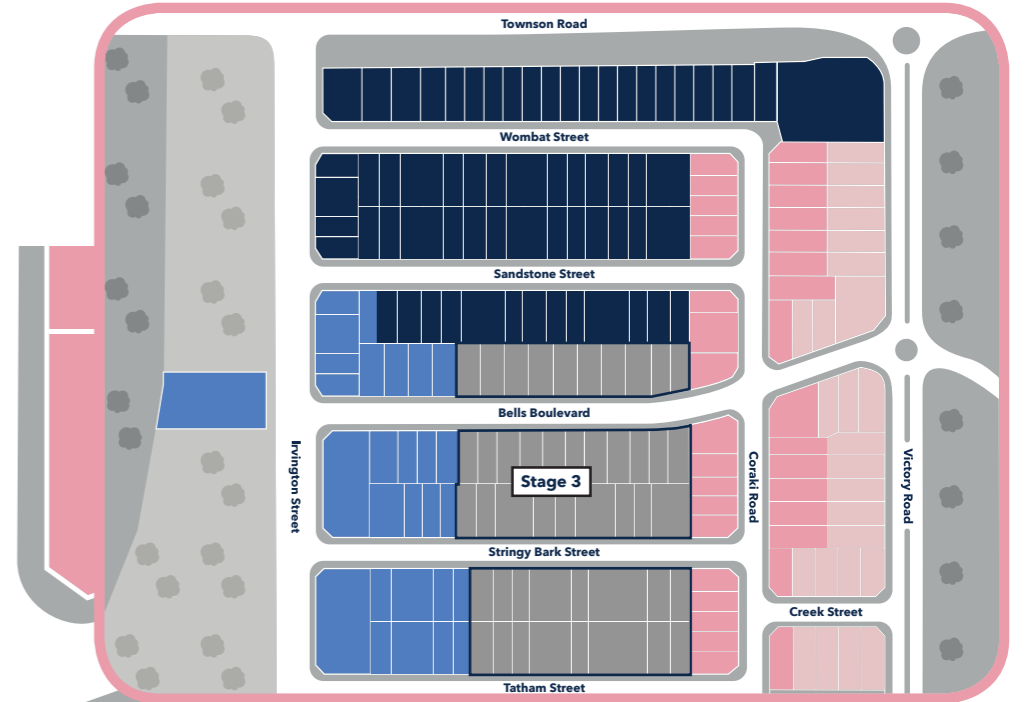 Townson Road
Wombat Street
Sandstone Street
Bells Boulevard
Irvington Street
Stage 3
Coraki Road
Victory Road
Stringy Bark Street
Creek Street
Tatham Street